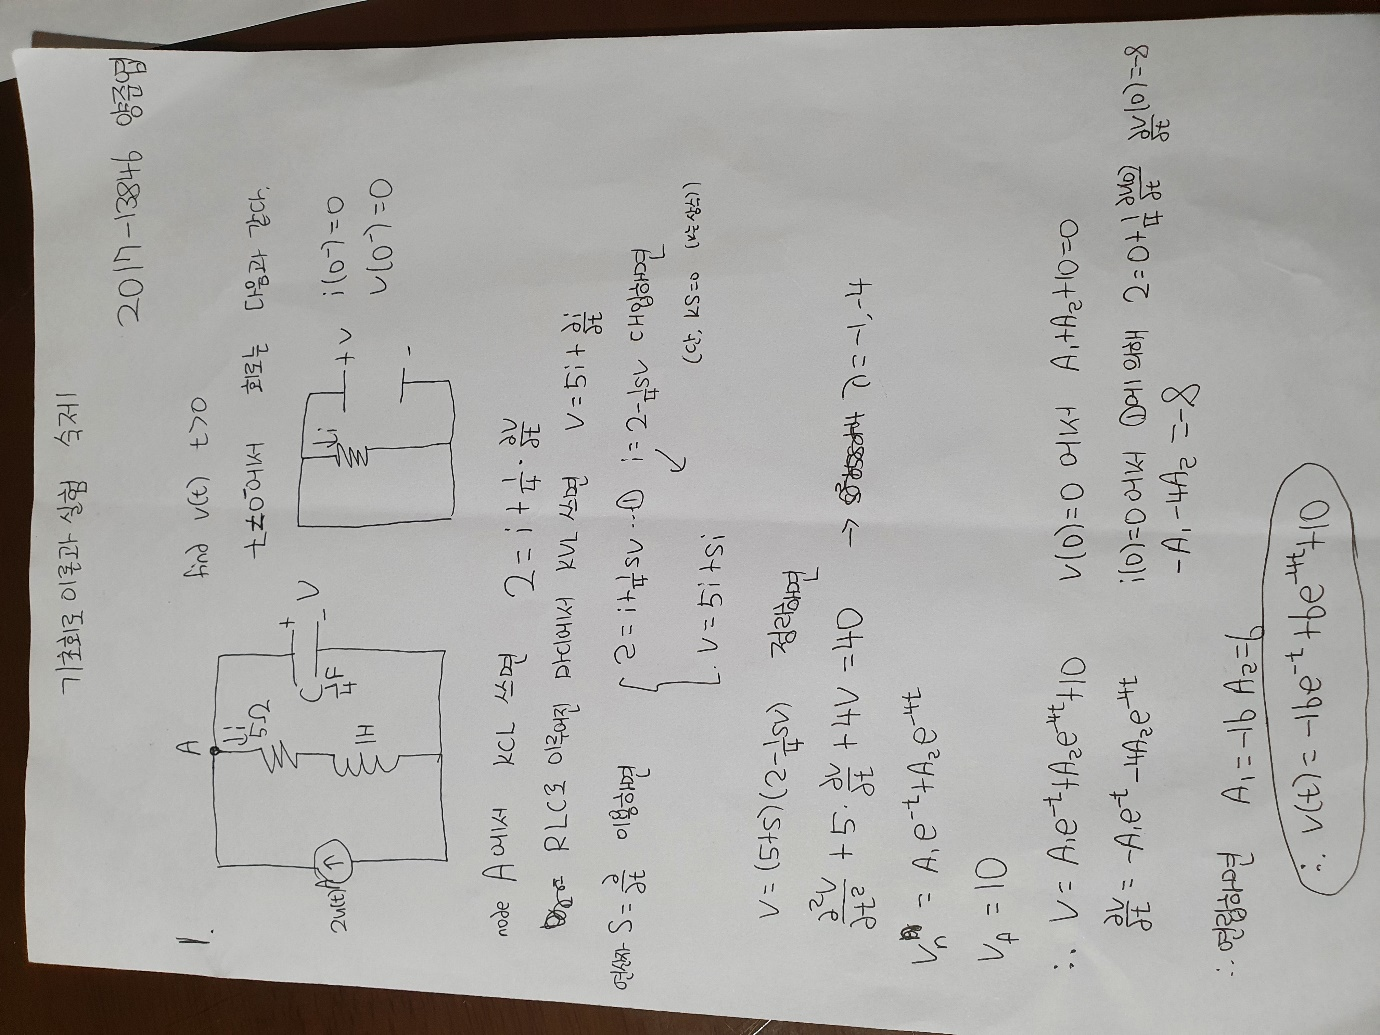 기초회로이론과 실험 숙제1
2017-13846 양준엽
1.
find v(t) t>0
2u(t)A
A
↓i
5Ω
1H
C
1/4 F
+
- V
t=0⁻에서 회로는 다음과 같다.
↓i
+ V
-
i(0⁻)=0
V(0⁻)=0
node A에서 KCL 쓰면 2 = i + 1/4 · ∂V/∂t
RLC로 이루어진 마디에서 KVL 쓰면 V = 5i + ∂i/∂t
연산자 S = ∂/∂t 이용하면
2 = i + 1/4 SV … ① i = 2 - 1/4 SV 대입하면
V = 5i + Si
(단, KS=0 (k는 상수))
V = (5+S)(2 - 1/4 SV) 정리하면
∂²V/∂t² + 5 · ∂V/∂t + 4V = 40 → λ = -1, -4
Vn = A₁e^-t + A₂e^-4t
Vf = 10
∴ V = A₁e^-t + A₂e^-4t + 10 V(0) = 0 에서 A₁ + A₂ + 10 = 0
∂V/∂t = -A₁e^-t - 4A₂e^-4t i(0) = 0 에서 ①에 의해 2 = 0 + 1/4 ∂V(0)/∂t ∂V(0)/∂t = -8
-A₁ - 4A₂ = -8
∴ 연립하면 A₁ = -16 A₂ = 6
∴ V(t) = -16e^-t + 6e^-4t + 10